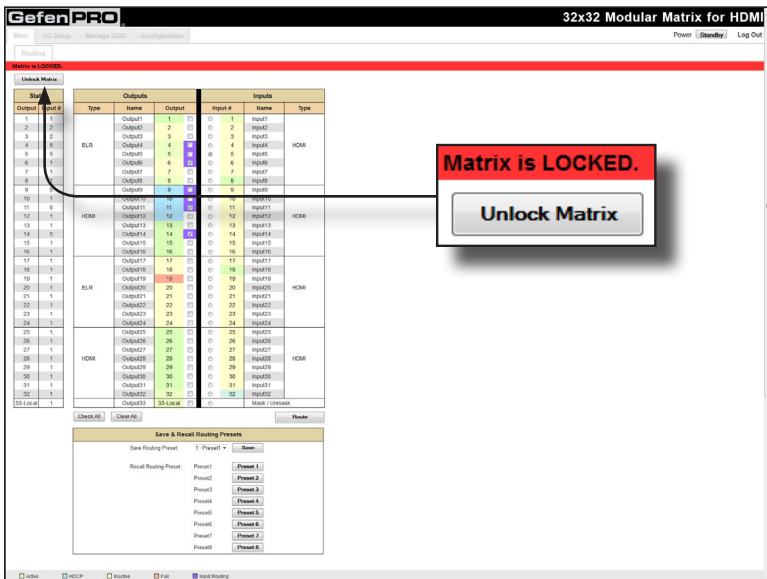 GefenPRO 32x32 Modular Matrix for HDMI
Main I/O Setup Manage EDID Configuration Power Standby Log Out
Routing
Matrix is LOCKED.
Unlock Matrix
Stat Outputs Inputs
Output Input # Type Name Output Input # Name Type
1 1 Output1 1 1 Input1
2 2 Output2 2 2 Input2
3 2 Output3 3 3 Input3
4 5 ELR Output4 4 4 Input4 HDMI
5 5 Output5 5 5 Input5
6 6 Output6 6 6 Input6
7 1 Output7 7 7 Input7
8 Output8 8 8 Input8
9 Output9 9 9 Input9
10 1 Output10 10 10 Input10
11 5 Output11 11 11 Input11
12 1 HDMI Output12 12 12 Input12 HDMI
13 1 Output13 13 13 Input13
14 5 Output14 14 14 Input14
15 1 Output15 15 15 Input15
16 1 Output16 16 16 Input16
17 1 Output17 17 17 Input17
18 1 Output18 18 18 Input18
19 1 Output19 19 19 Input19
20 1 ELR Output20 20 20 Input20 HDMI
21 1 Output21 21 21 Input21
22 1 Output22 22 22 Input22
23 1 Output23 23 23 Input23
24 1 Output24 24 24 Input24
25 1 Output25 25 25 Input25
26 1 Output26 26 26 Input26
27 1 Output27 27 27 Input27
28 1 HDMI Output28 28 28 Input28 HDMI
29 1 Output29 29 29 Input29
30 1 Output30 30 30 Input30
31 1 Output31 31 31 Input31
32 1 Output32 32 32 Input32
33-Local 1 Output33 33-Local Mask / Unmask
Check All Clear All Route
Save & Recall Routing Presets
Save Routing Preset: 1 - Preset1 Save
Recall Routing Preset: Preset1 Preset 1
Preset2 Preset 2
Preset3 Preset 3
Preset4 Preset 4
Preset5 Preset 5
Preset6 Preset 6
Preset7 Preset 7
Preset8 Preset 8
Active HDCP Inactive Fail Input Routing
Matrix is LOCKED.
Unlock Matrix